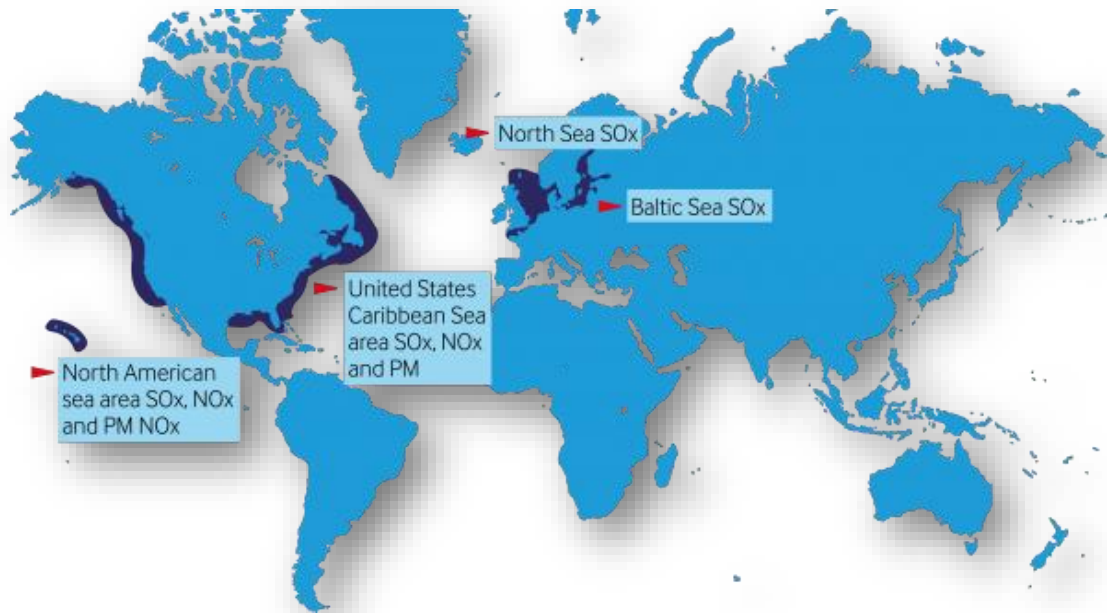 North Sea SOx
Baltic Sea SOx
United States
Caribbean Sea
area SOx, NOx
and PM
North American
sea area SOx, NOx
and PM NOx